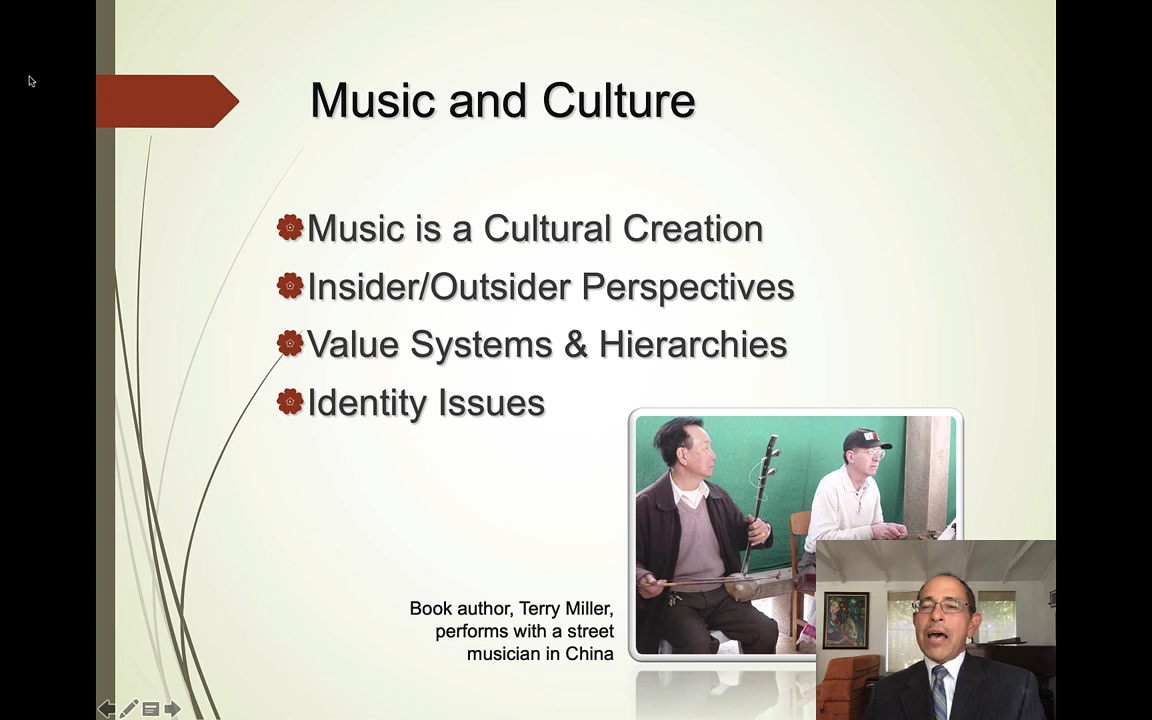 Music and Culture
Music is a Cultural Creation
Insider/Outsider Perspectives
Value Systems & Hierarchies
Identity Issues
Book author, Terry Miller,
performs with a street
musician in China